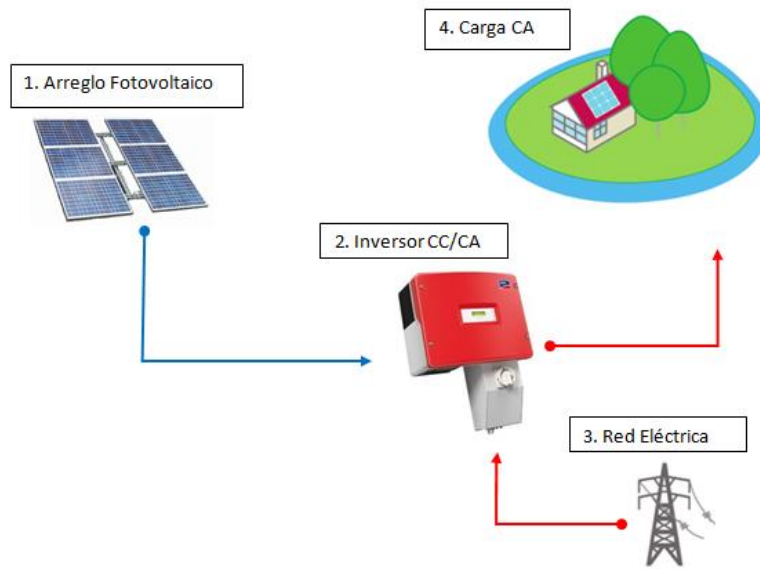 4. Carga CA
1. Arreglo Fotovoltaico
2. Inversor CC/CA
3. Red Eléctrica